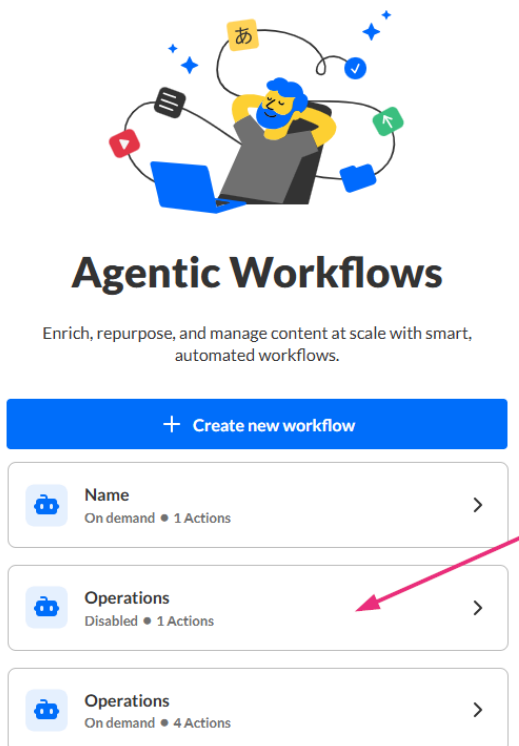 あ
Agentic Workflows
Enrich, repurpose, and manage content at scale with smart,
automated workflows.
+ Create new workflow
Name
On demand • 1 Actions
Operations
Disabled • 1 Actions
Operations
On demand • 4 Actions